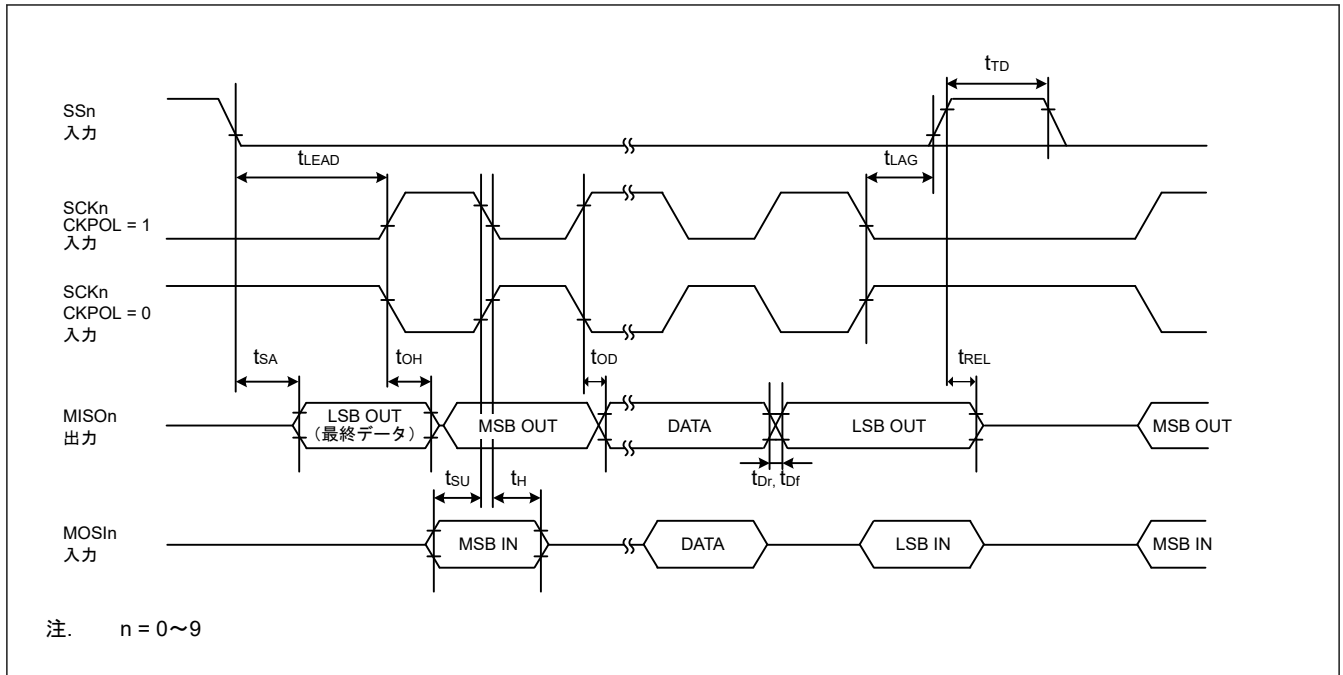 tTD
SSn
入力
tLEAD
tLAG
SCKn
CKPOL = 1
入力
SCKn
CKPOL = 0
入力
tSA
tOH
tOD
tREL
MISOn
出力
LSB OUT
(最終データ)
MSB OUT
DATA
LSB OUT
MSB OUT
tSU
tH
tDr, tDf
MOSIn
入力
MSB IN
DATA
LSB IN
MSB IN
注. n = 0～9